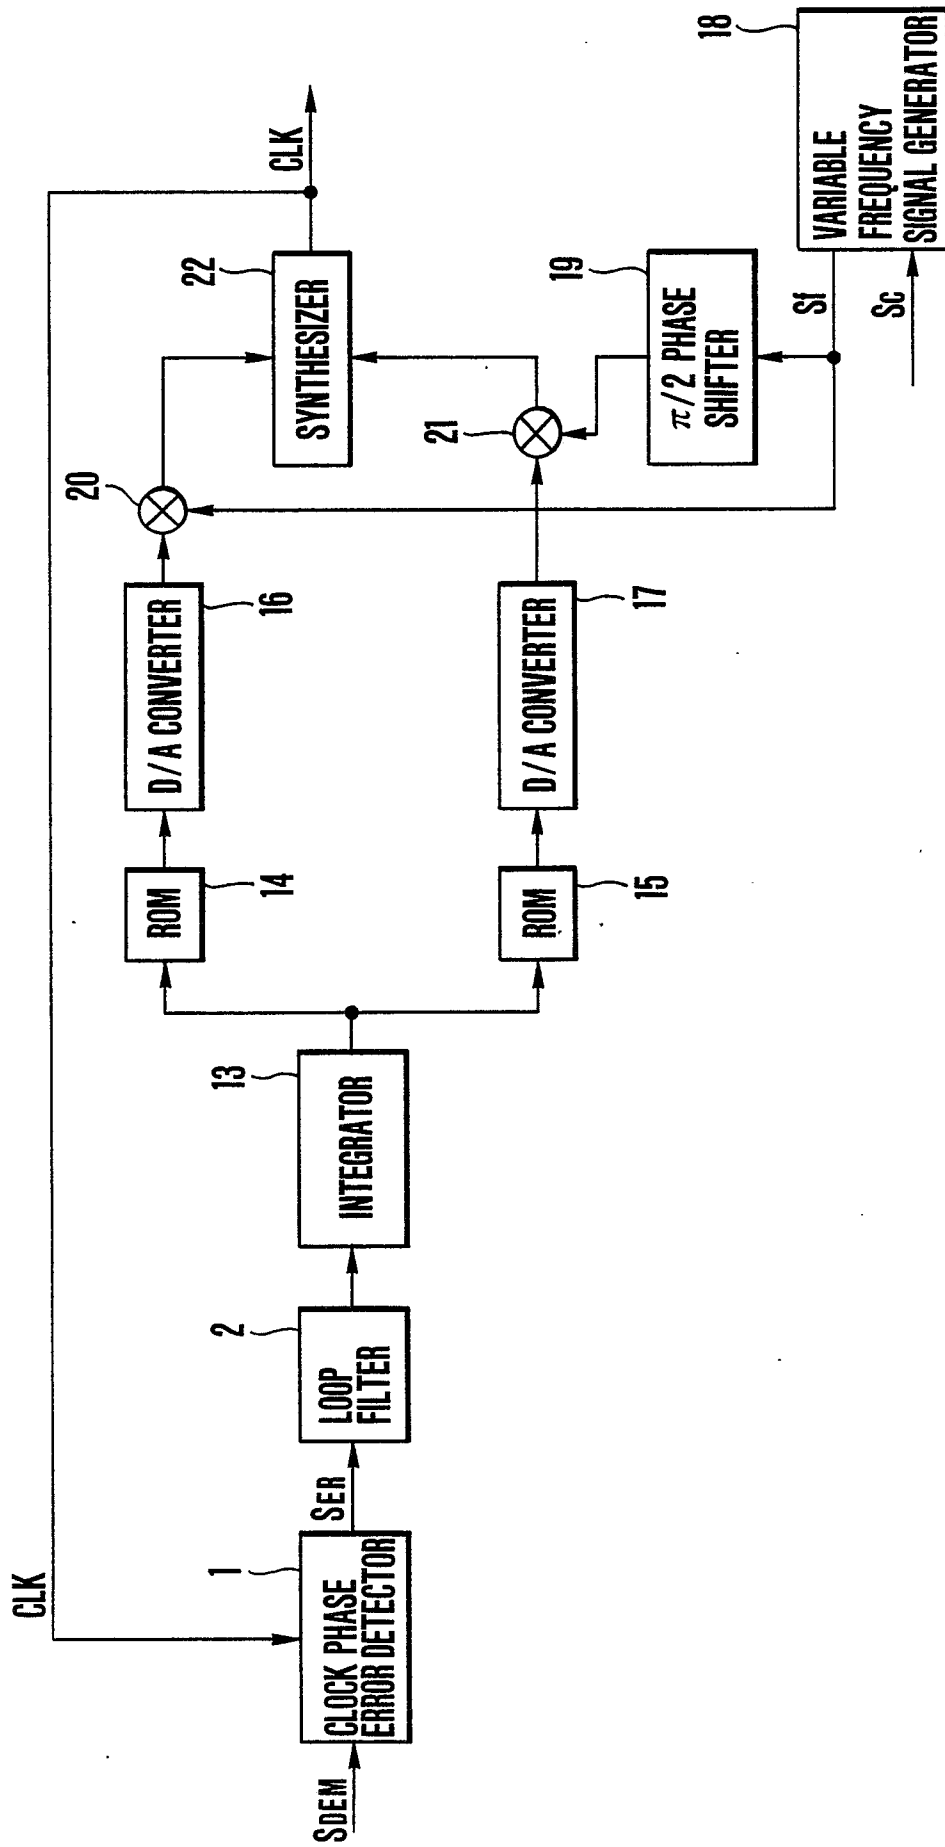 CLK
SDEM
1
CLOCK PHASE
ERROR DETECTOR
SER
2
LOOP
FILTER
13
INTEGRATOR
ROM
14
D/A CONVERTER
16
20
ROM
15
D/A CONVERTER
17
21
22
SYNTHESIZER
CLK
19
π/2 PHASE
SHIFTER
Sf
Sc
18
VARIABLE
FREQUENCY
SIGNAL GENERATOR